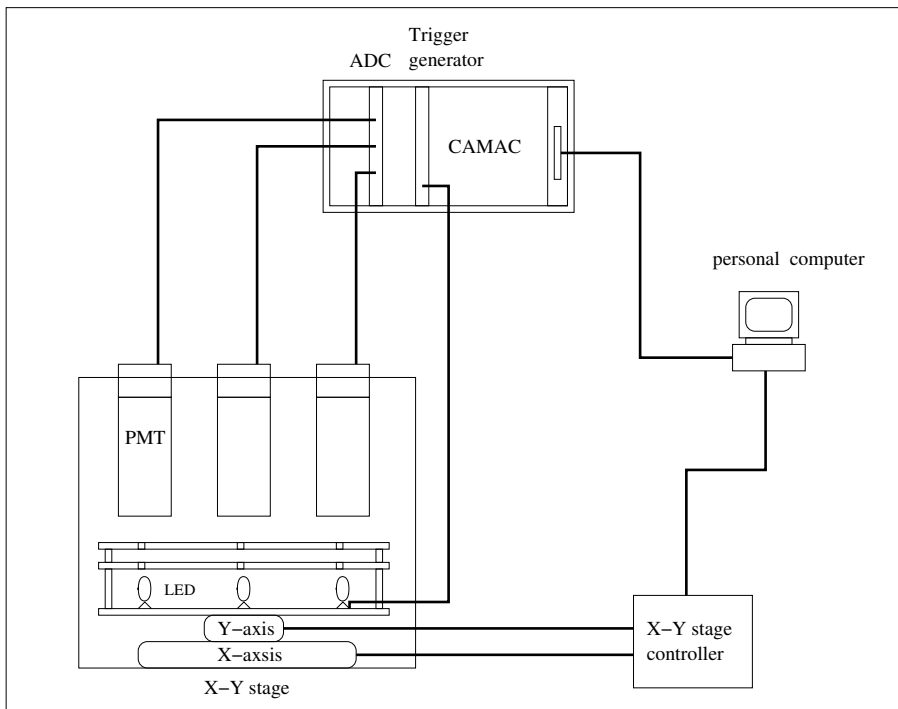 Trigger
ADC generator
CAMAC
personal computer
PMT
LED
Y−axis
X−axsis
X−Y stage
X−Y stage
controller